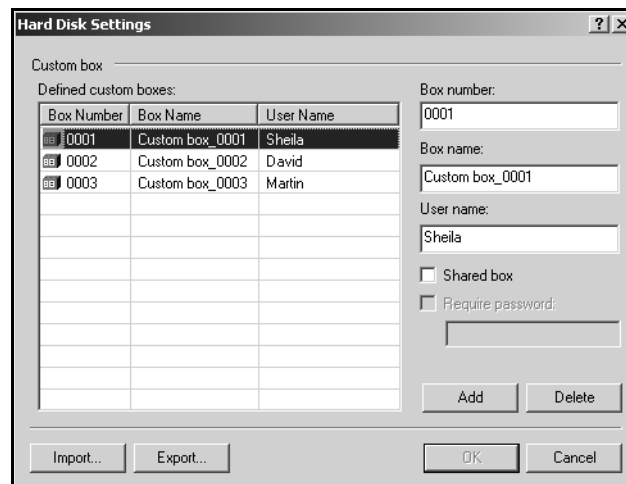 Hard Disk Settings
Custom box
Defined custom boxes:
Box Number Box Name User Name
0001 Custom box_0001 Sheila
0002 Custom box_0002 David
0003 Custom box_0003 Martin
Box number:
0001
Box name:
Custom box_0001
User name:
Sheila
Shared box
Require password:
Add Delete
Import... Export... OK Cancel